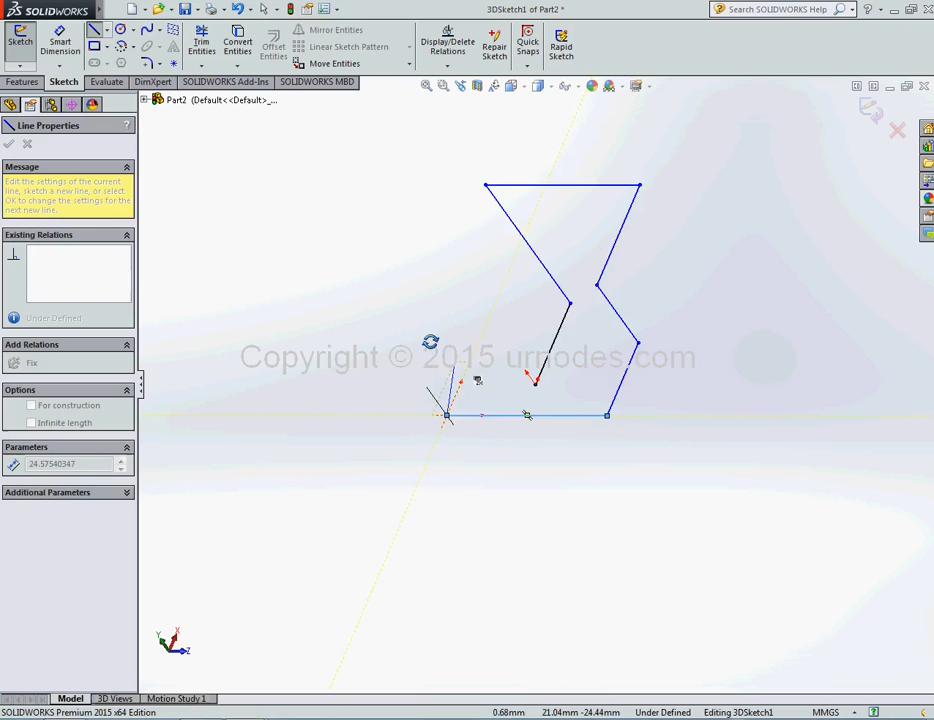 SOLIDWORKS
3DSketch1 of Part2 *
Search SOLIDWORKS Help
Sketch
Smart Dimension
Trim Entities
Convert Entities
Offset Entities
Mirror Entities
Linear Sketch Pattern
Move Entities
Display/Delete Relations
Repair Sketch
Quick Snaps
Rapid Sketch
Features
Sketch
Evaluate
DimXpert
SOLIDWORKS Add-Ins
SOLIDWORKS MBD
Part2 (Default<<Default>_...
Line Properties
?
Message
Edit the settings of the current
line, sketch a new line, or select
OK to change the settings for the
next new line.
Existing Relations
Under Defined
Add Relations
Fix
Options
For construction
Infinite length
Parameters
24.57540347
Additional Parameters
Copyright © 2015 urnodes.com
Y
X
Z
Model
3D Views
Motion Study 1
SOLIDWORKS Premium 2015 x64 Edition
0.68mm
21.04mm -24.44mm
Under Defined
Editing 3DSketch1
MMGS